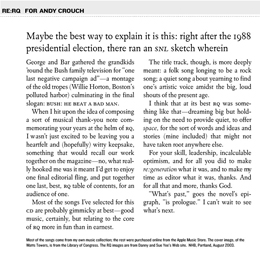 RE:RQ FOR ANDY CROUCH
Maybe the best way to explain it is this: right after the 1988
presidential election, there ran an SNL sketch wherein
George and Bar gathered the grandkids
'round the Bush family television for "one
last negative campaign ad"—a montage
of the old tropes (Willie Horton, Boston's
polluted harbor) culminating in the final
slogan: BUSH: HE BEAT A BAD MAN.
When I hit upon the idea of composing
a sort of musical thank-you note com-
memorating your years at the helm of RQ,
I wasn't just excited to be leaving you a
heartfelt and (hopefully) witty keepsake,
something that would recall our work
together on the magazine—no, what real-
ly hooked me was it meant I'd get to enjoy
one final editorial fling, and put together
one last, best, RQ table of contents, for an
audience of one.
Most of the songs I've selected for this
CD are probably gimmicky at best—good
music, certainly, but relating to the core
of RQ more in fun than in earnest.
The title track, though, is more deeply
meant: a folk song longing to be a rock
song; a quiet song about yearning to find
one's artistic voice amidst the big, loud
shouts of the present age.
I think that at its best RQ was some-
thing like that—dreaming big but hold-
ing on the need to provide quiet, to offer
space, for the sort of words and ideas and
stories (mine included) that might not
have taken root anywhere else.
For your skill, leadership, incalculable
optimism, and for all you did to make
re:generation what it was, and to make my
time as editor what it was, thanks. And
for all that and more, thanks God.
"What's past," goes the novel's epi-
graph, "is prologue." I can't wait to see
what's next.
Most of the songs come from my own music collection; the rest were purchased online from the Apple Music Store. The cover image, of the
Watts Towers, is from the Library of Congress. The RQ images are from Danny and Sue Yee's Web site. NHR; Portland, August 2003.